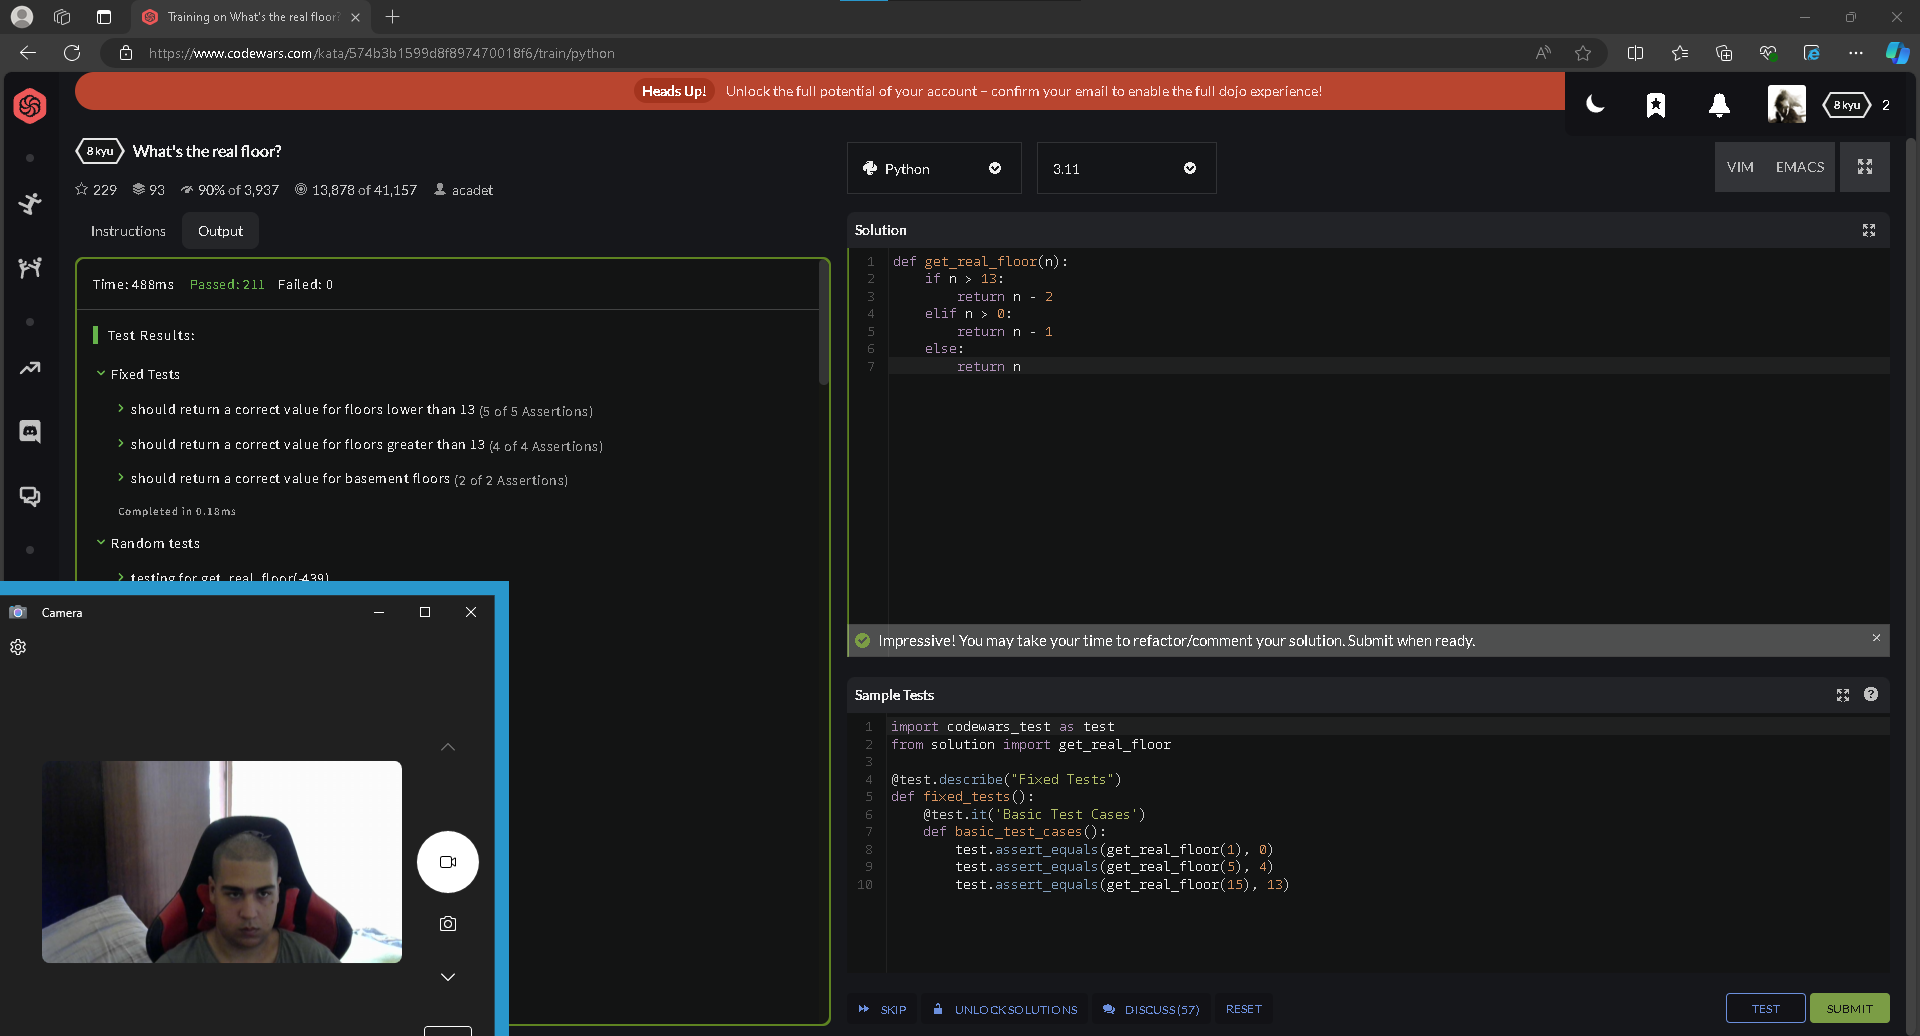 Training on What's the real floor?
https://www.codewars.com/kata/574b3b1599d8f897470018f6/train/python
Heads Up! Unlock the full potential of your account – confirm your email to enable the full dojo experience!
8 kyu 2
8 kyu What's the real floor?
229 93 90% of 3,937 13,878 of 41,157 acadet
Instructions Output
Time: 488ms Passed: 211 Failed: 0
Test Results:
Fixed Tests
should return a correct value for floors lower than 13 (5 of 5 Assertions)
should return a correct value for floors greater than 13 (4 of 4 Assertions)
should return a correct value for basement floors (2 of 2 Assertions)
Completed in 0.18ms
Random tests
testing for get_real_floor(-439)
Camera
Python 3.11 VIM EMACS
Solution
1 def get_real_floor(n):
2 if n > 13:
3 return n - 2
4 elif n > 0:
5 return n - 1
6 else:
7 return n
Impressive! You may take your time to refactor/comment your solution. Submit when ready.
Sample Tests
1 import codewars_test as test
2 from solution import get_real_floor
3
4 @test.describe("Fixed Tests")
5 def fixed_tests():
6 @test.it('Basic Test Cases')
7 def basic_test_cases():
8 test.assert_equals(get_real_floor(1), 0)
9 test.assert_equals(get_real_floor(5), 4)
10 test.assert_equals(get_real_floor(15), 13)
SKIP UNLOCK SOLUTIONS DISCUSS (57) RESET TEST SUBMIT